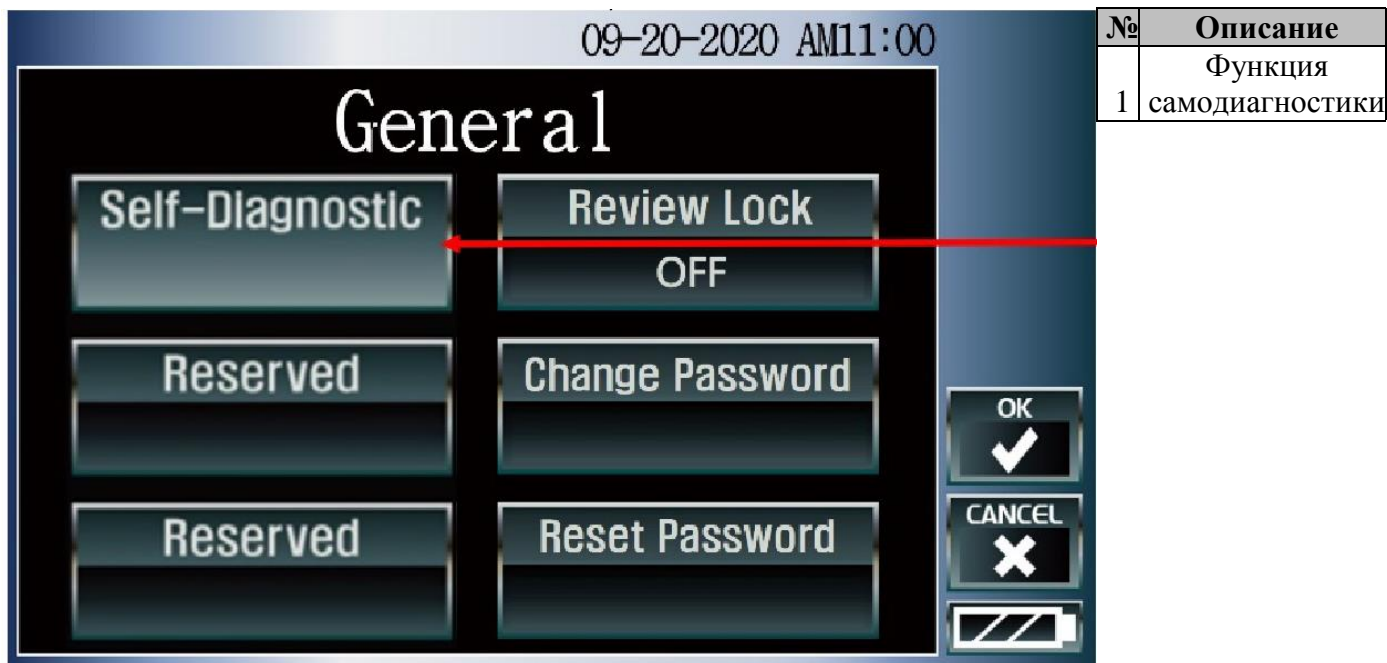 09-20-2020 AM11:00
General
Self-Diagnostic
Review Lock
OFF
Reserved
Change Password
Reserved
Reset Password
OK
CANCEL
№ Описание
1 Функция самодиагностики